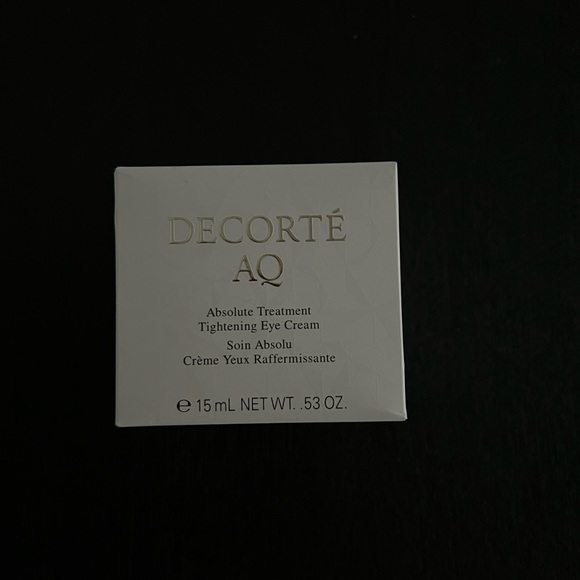 DECORTÉ
AQ
Absolute Treatment
Tightening Eye Cream
Soin Absolu
Crème Yeux Raffermissante
℮ 15 mL NET WT. .53 OZ.